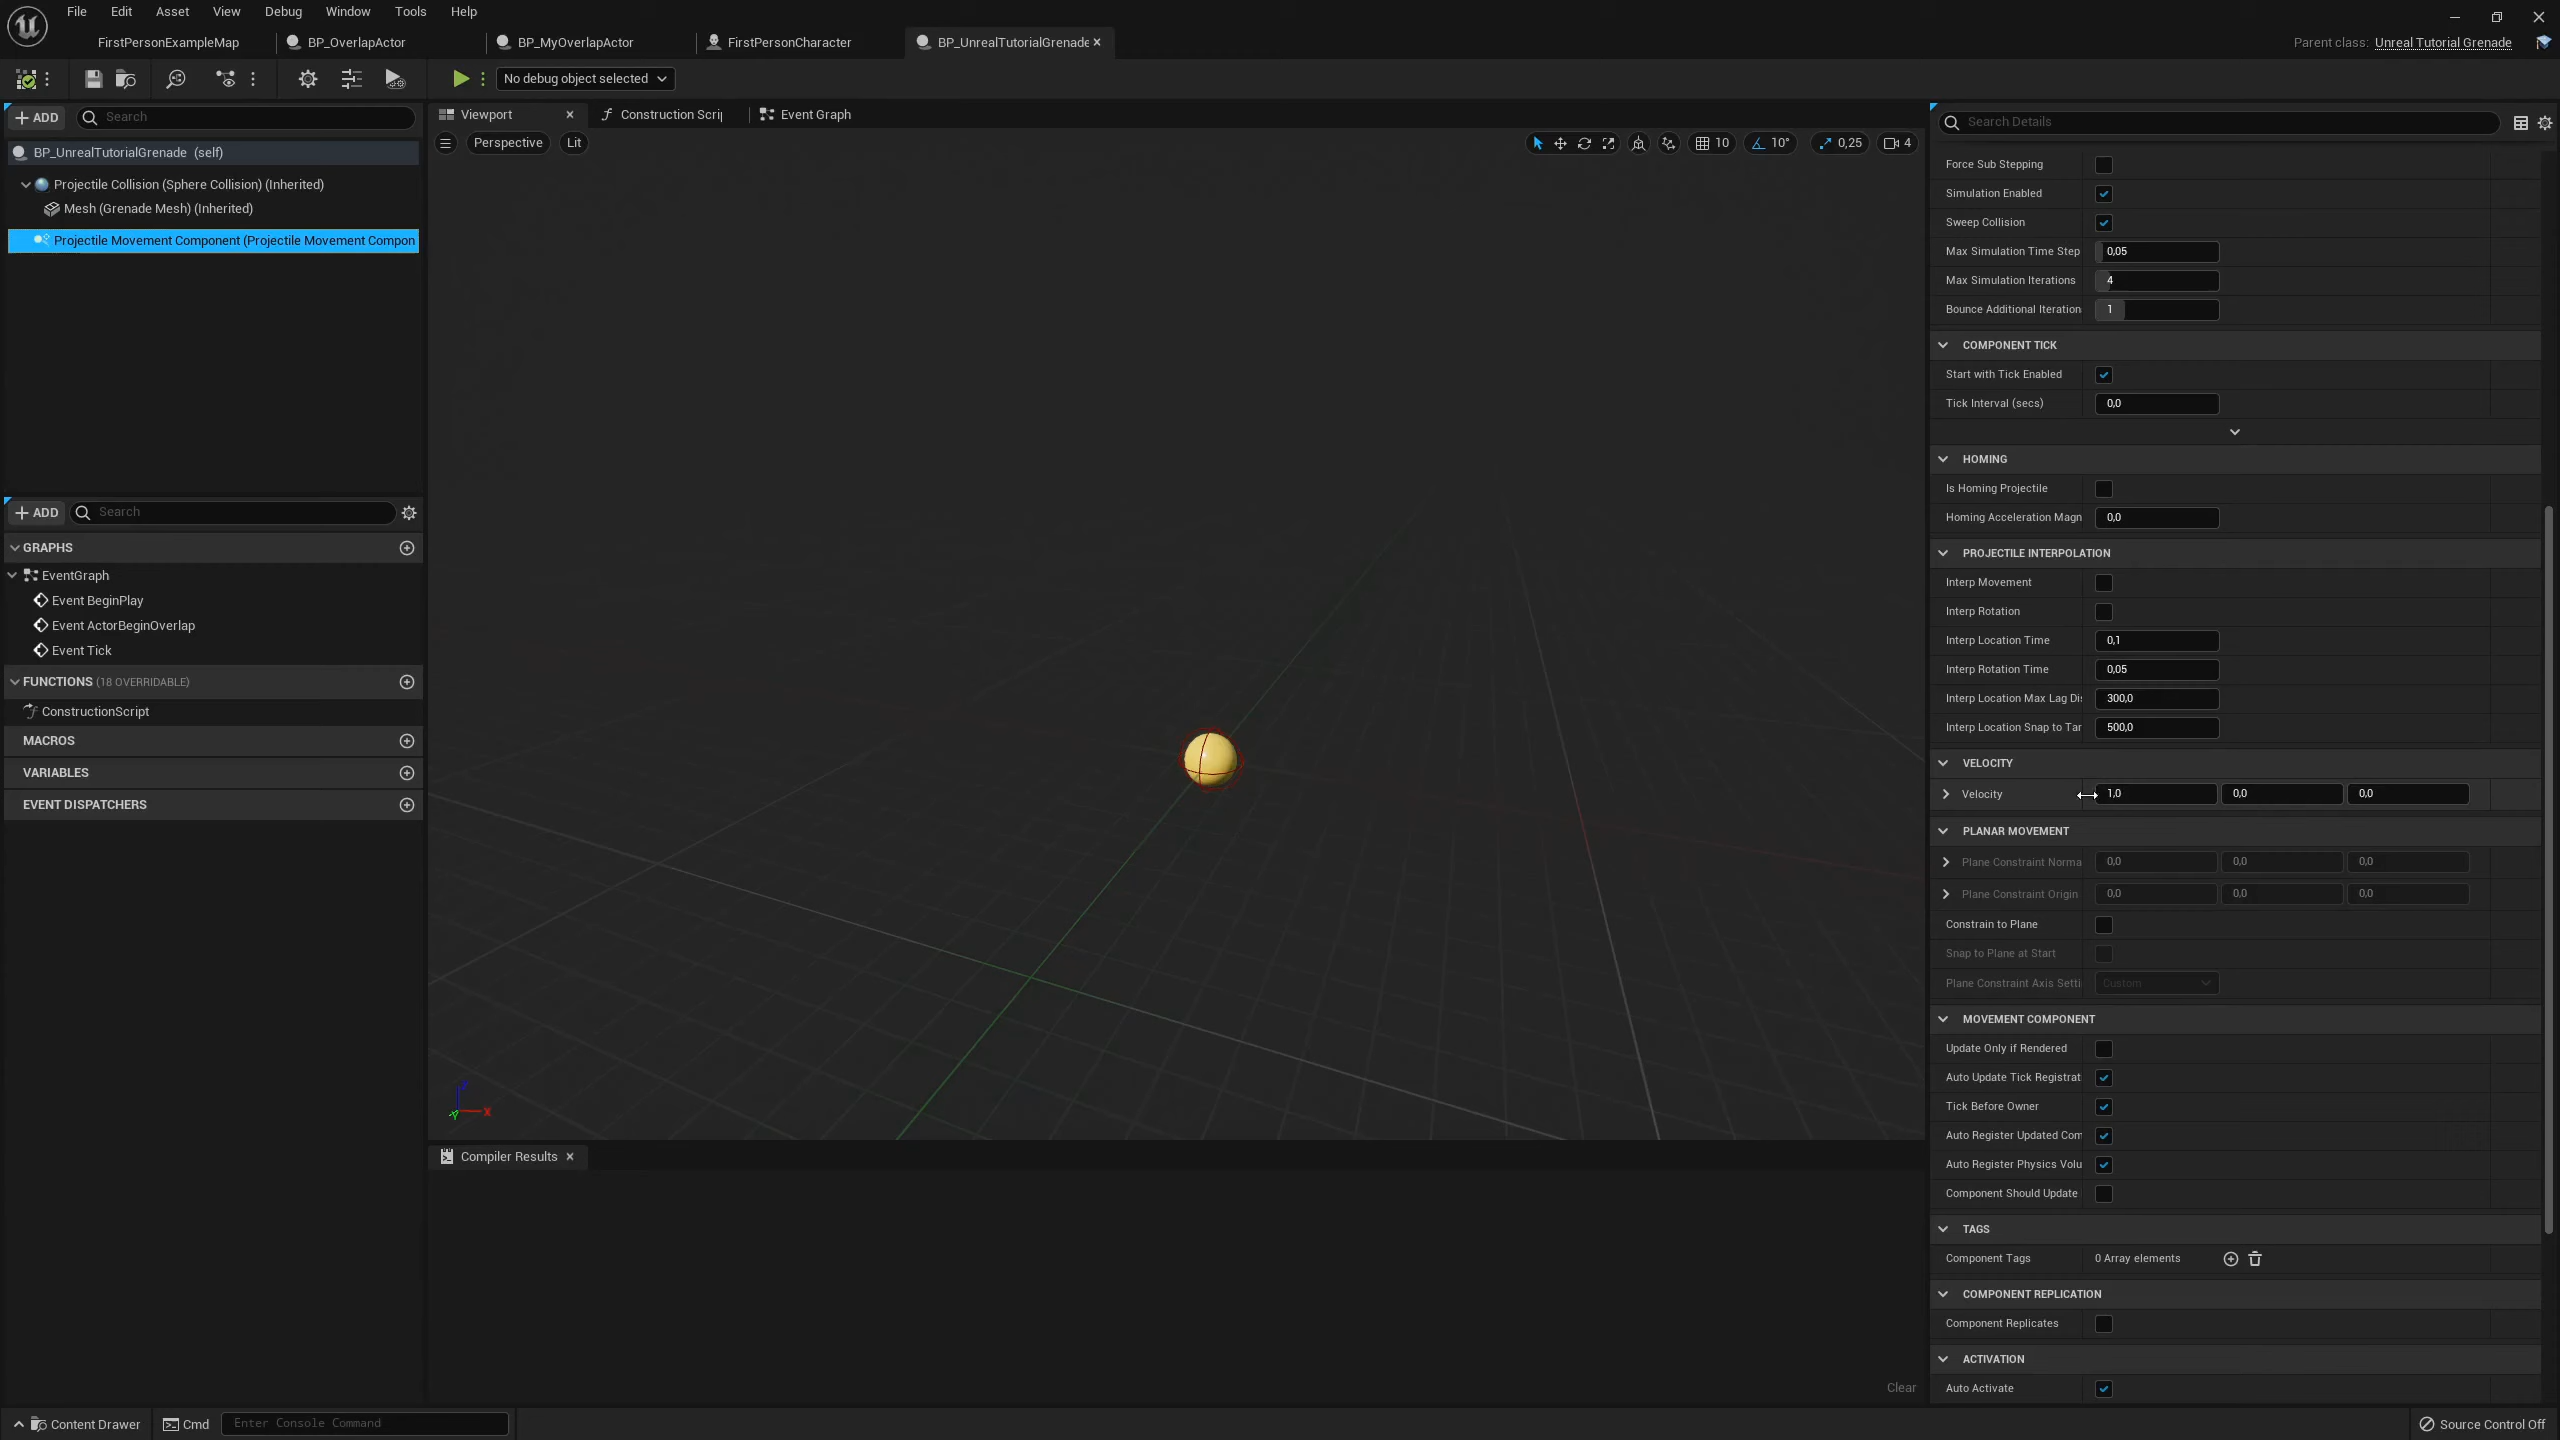 File Edit Asset View Debug Window Tools Help
FirstPersonExampleMap BP_OverlapActor BP_MyOverlapActor FirstPersonCharacter BP_UnrealTutorialGrenade Parent class: Unreal Tutorial Grenade
No debug object selected
ADD Search
BP_UnrealTutorialGrenade (self)
Projectile Collision (Sphere Collision) (Inherited)
Mesh (Grenade Mesh) (Inherited)
Projectile Movement Component (Projectile Movement Compon
ADD Search
GRAPHS
EventGraph
Event BeginPlay
Event ActorBeginOverlap
Event Tick
FUNCTIONS (18 OVERRIDABLE)
ConstructionScript
MACROS
VARIABLES
EVENT DISPATCHERS
Viewport Construction Scrip Event Graph
Perspective Lit 10 10° 0,25 4
Z
X
Y
Compiler Results
Clear
Search Details
Force Sub Stepping
Simulation Enabled
Sweep Collision
Max Simulation Time Step 0,05
Max Simulation Iterations 4
Bounce Additional Iteration 1
COMPONENT TICK
Start with Tick Enabled
Tick Interval (secs) 0,0
HOMING
Is Homing Projectile
Homing Acceleration Magn 0,0
PROJECTILE INTERPOLATION
Interp Movement
Interp Rotation
Interp Location Time 0,1
Interp Rotation Time 0,05
Interp Location Max Lag Di 300,0
Interp Location Snap to Tar 500,0
VELOCITY
Velocity 1,0 0,0 0,0
PLANAR MOVEMENT
Plane Constraint Norma 0,0 0,0 0,0
Plane Constraint Origin 0,0 0,0 0,0
Constrain to Plane
Snap to Plane at Start
Plane Constraint Axis Setti Custom
MOVEMENT COMPONENT
Update Only if Rendered
Auto Update Tick Registrat
Tick Before Owner
Auto Register Updated Com
Auto Register Physics Volu
Component Should Update
TAGS
Component Tags 0 Array elements
COMPONENT REPLICATION
Component Replicates
ACTIVATION
Auto Activate
Content Drawer Cmd Enter Console Command Source Control Off